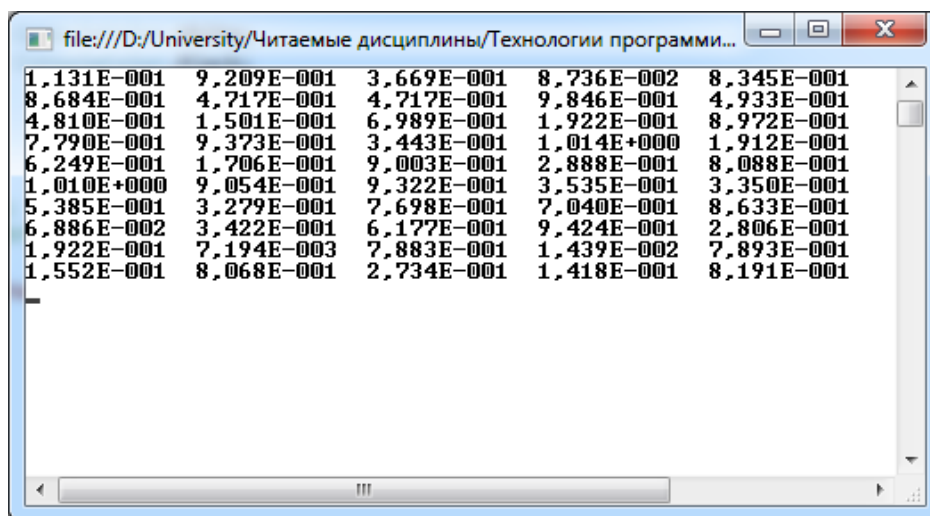 file:///D:/University/Читаемые дисциплины/Технологии программи...
1,131E-001 9,209E-001 3,669E-001 8,736E-002 8,345E-001
8,684E-001 4,717E-001 4,717E-001 9,846E-001 4,933E-001
4,810E-001 1,501E-001 6,989E-001 1,922E-001 8,972E-001
7,790E-001 9,373E-001 3,443E-001 1,014E+000 1,912E-001
6,249E-001 1,706E-001 9,003E-001 2,888E-001 8,088E-001
1,010E+000 9,054E-001 9,322E-001 3,535E-001 3,350E-001
5,385E-001 3,279E-001 7,698E-001 7,040E-001 8,633E-001
6,886E-002 3,422E-001 6,177E-001 9,424E-001 2,806E-001
1,922E-001 7,194E-003 7,883E-001 1,439E-002 7,893E-001
1,552E-001 8,068E-001 2,734E-001 1,418E-001 8,191E-001